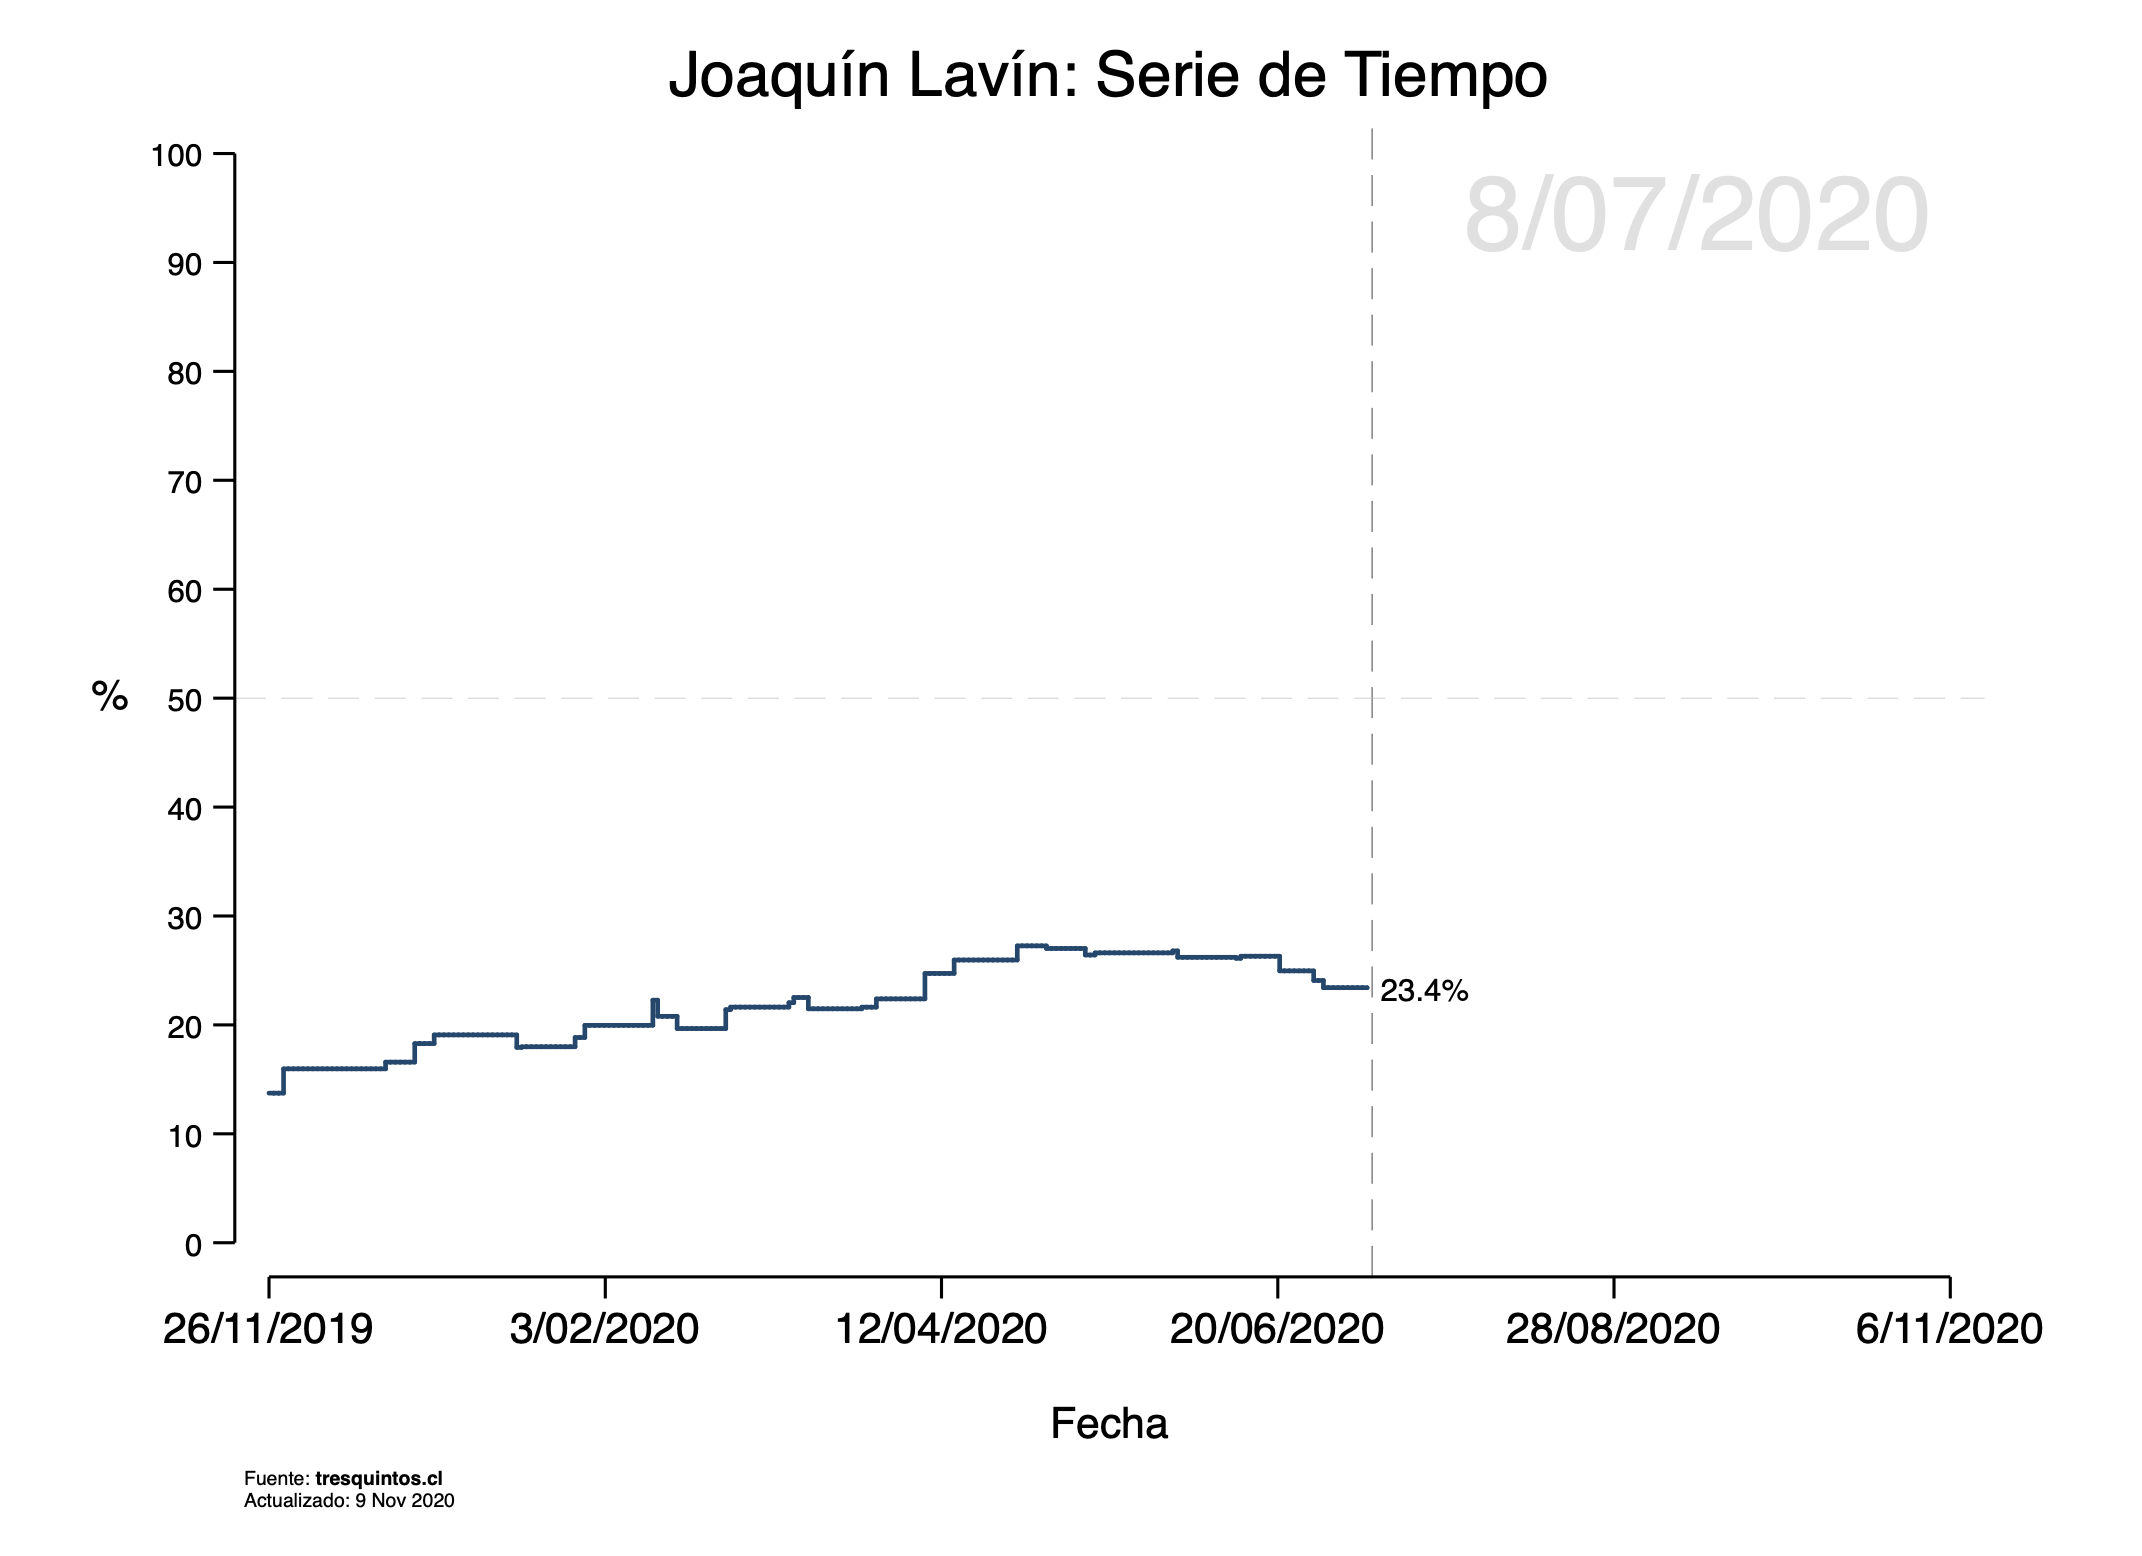 Joaquín Lavín: Serie de Tiempo
8/07/2020
100
90
80
70
60
50
40
30
20
10
0
%
23.4%
26/11/2019 3/02/2020 12/04/2020 20/06/2020 28/08/2020 6/11/2020
Fecha
Fuente: tresquintos.cl
Actualizado: 9 Nov 2020